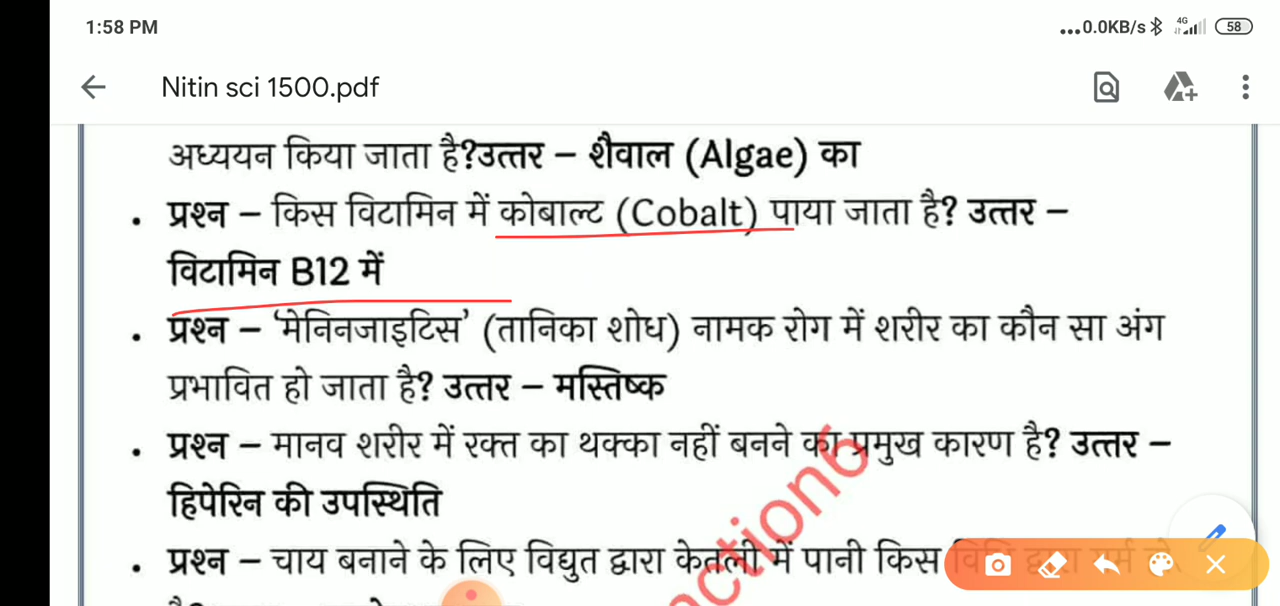 1:58 PM
...0.0KB/s 4G 58
Nitin sci 1500.pdf
अध्ययन किया जाता है?उत्तर – शैवाल (Algae) का
• प्रश्न – किस विटामिन में कोबाल्ट (Cobalt) पाया जाता है? उत्तर –
विटामिन B12 में
• प्रश्न – ‘मेनिनजाइटिस’ (तानिका शोध) नामक रोग में शरीर का कौन सा अंग
प्रभावित हो जाता है? उत्तर – मस्तिष्क
• प्रश्न – मानव शरीर में रक्त का थक्का नहीं बनने का प्रमुख कारण है? उत्तर –
हिपेरिन की उपस्थिति
• प्रश्न – चाय बनाने के लिए विद्युत द्वारा केतली में पानी किस
ction6